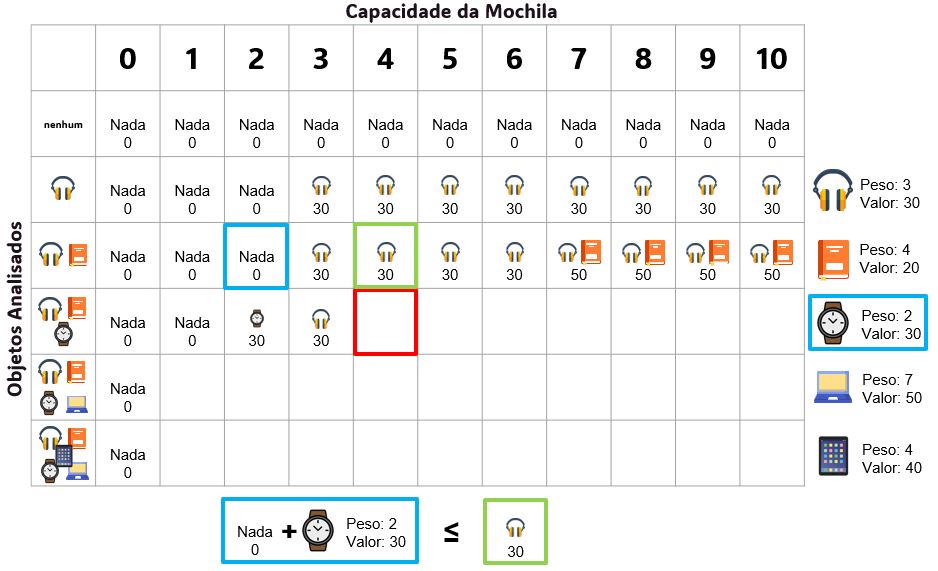 Capacidade da Mochila
0 1 2 3 4 5 6 7 8 9 10
Objetos Analisados
nenhum Nada Nada Nada Nada Nada Nada Nada Nada Nada Nada Nada
0 0 0 0 0 0 0 0 0 0 0
Nada Nada Nada
0 0 0 30 30 30 30 30 30 30 30
Peso: 3
Valor: 30
Nada Nada Nada
0 0 0 30 30 30 30 50 50 50 50
Peso: 4
Valor: 20
Nada Nada
0 0 30 30
Peso: 2
Valor: 30
Nada
0
Peso: 7
Valor: 50
Nada
0
Peso: 4
Valor: 40
Nada
0
+
Peso: 2
Valor: 30
≤
30